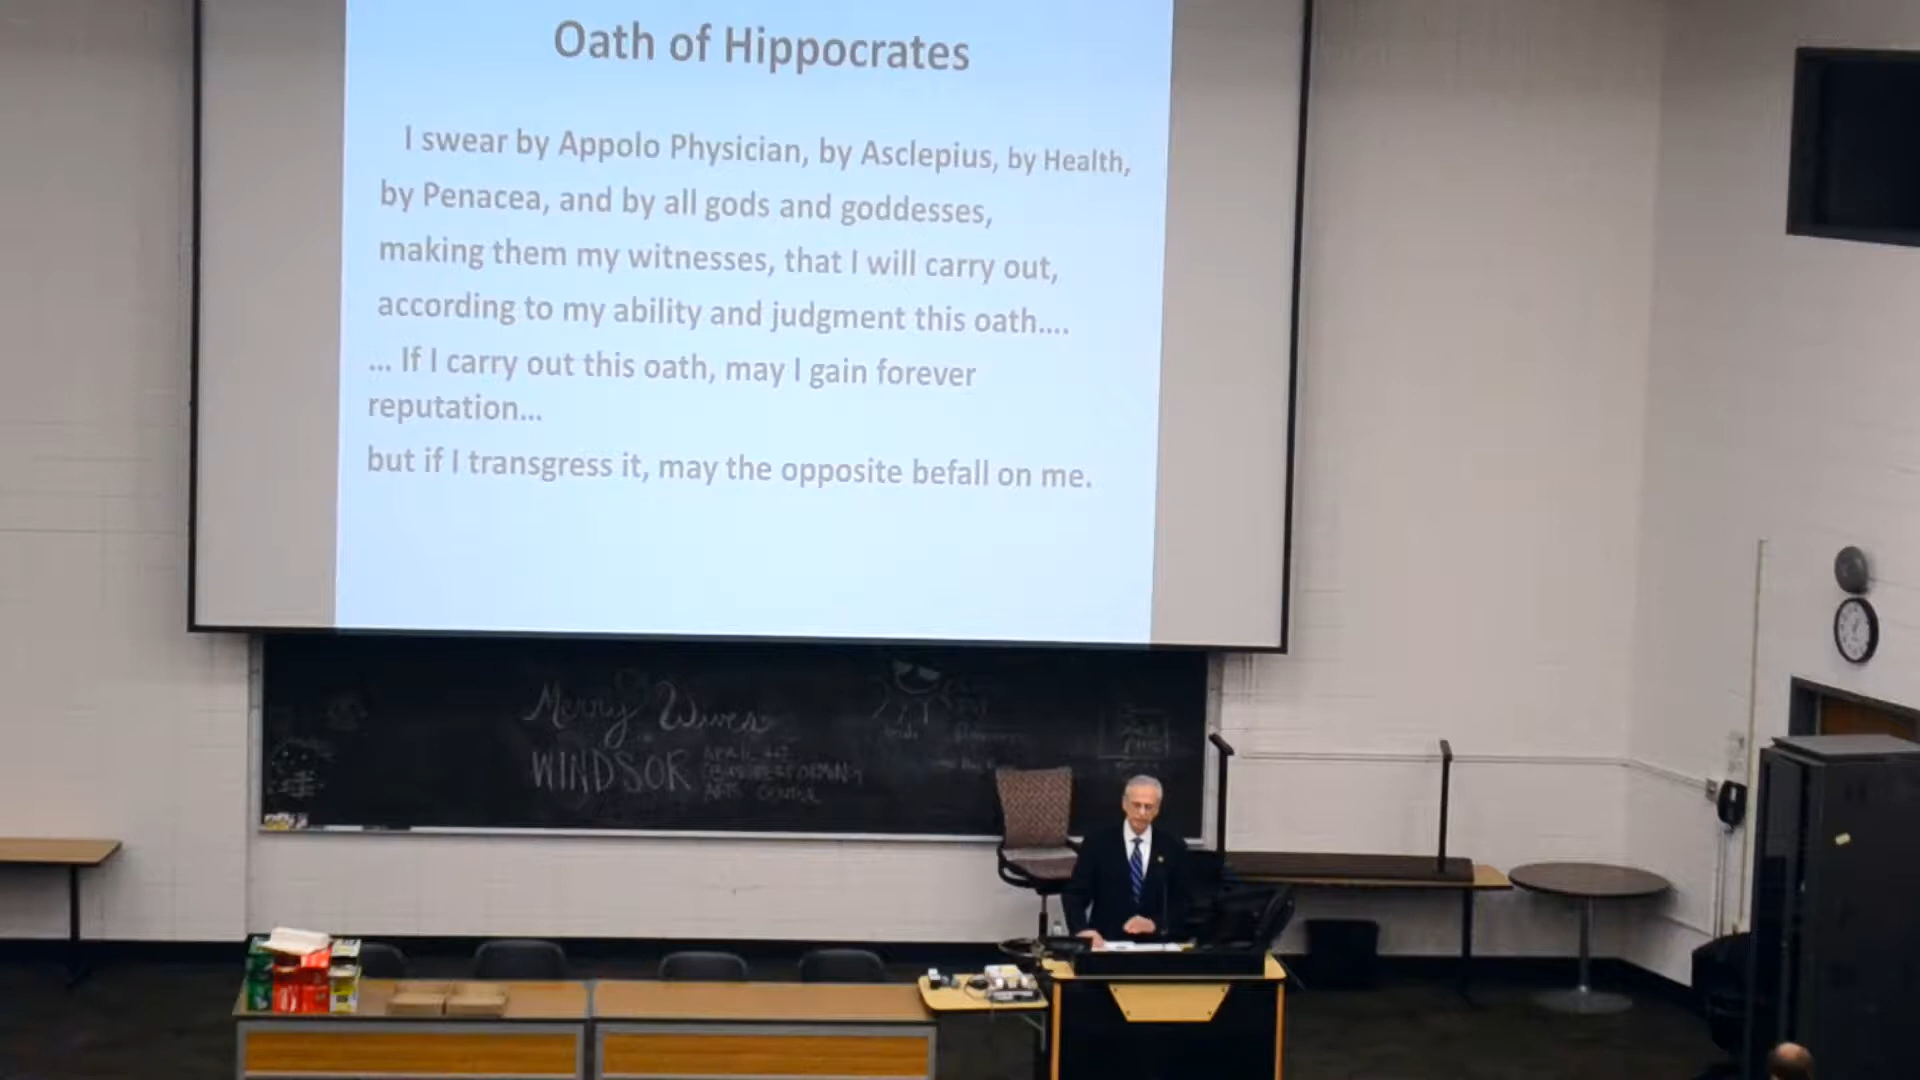 Oath of Hippocrates
I swear by Appolo Physician, by Asclepius, by Health,
by Penacea, and by all gods and goddesses,
making them my witnesses, that I will carry out,
according to my ability and judgment this oath....
... If I carry out this oath, may I gain forever
reputation...
but if I transgress it, may the opposite befall on me.
Merry Wives
WINDSOR